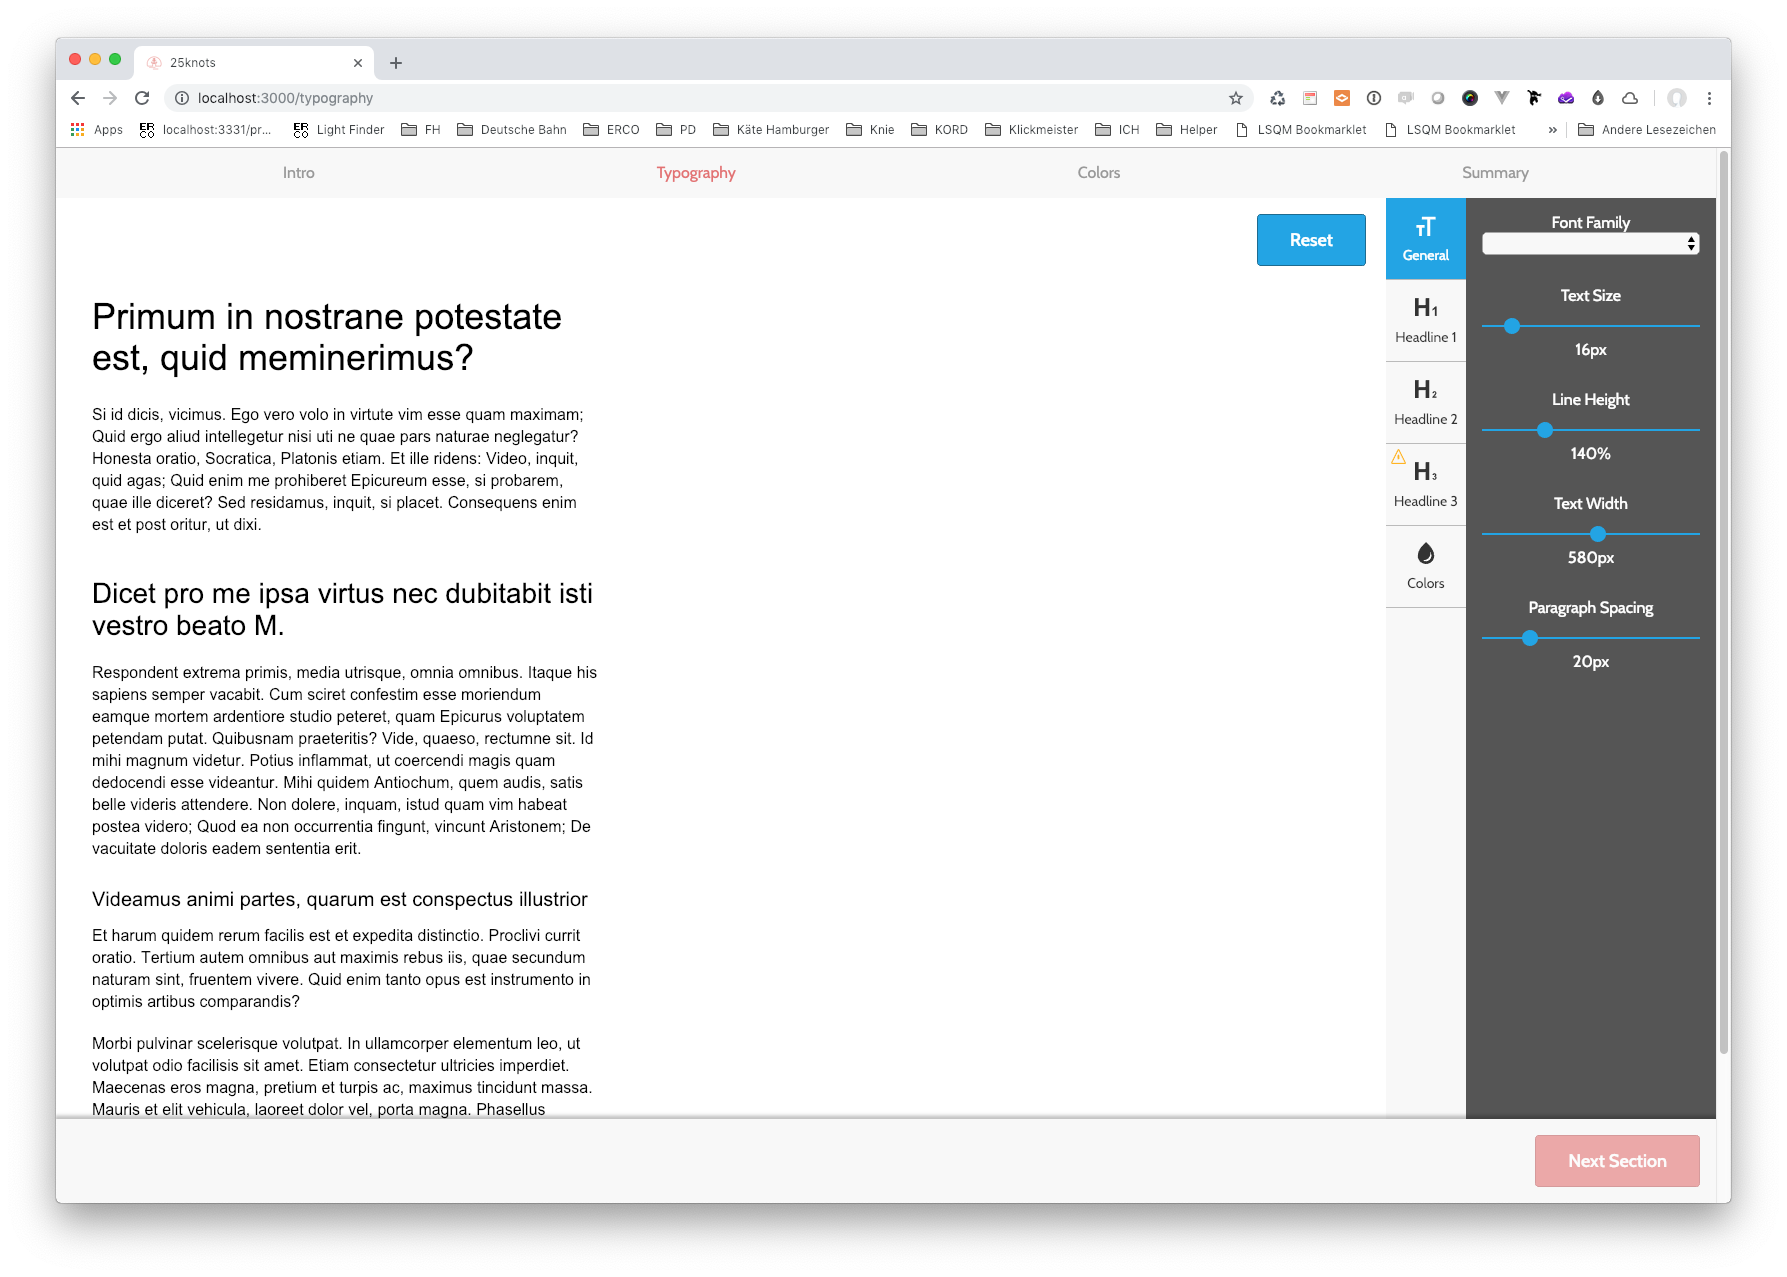 25knots
localhost:3000/typography
Apps
ER CO
localhost:3331/pr...
ER CO
Light Finder
FH
Deutsche Bahn
ERCO
PD
Käte Hamburger
Knie
KORD
Klickmeister
ICH
Helper
LSQM Bookmarklet
LSQM Bookmarklet
»
Andere Lesezeichen
Intro
Typography
Colors
Summary
Reset
Primum in nostrane potestate
est, quid meminerimus?
Si id dicis, vicimus. Ego vero volo in virtute vim esse quam maximam;
Quid ergo aliud intellegetur nisi uti ne quae pars naturae neglegatur?
Honesta oratio, Socratica, Platonis etiam. Et ille ridens: Video, inquit,
quid agas; Quid enim me prohiberet Epicureum esse, si probarem,
quae ille diceret? Sed residamus, inquit, si placet. Consequens enim
est et post oritur, ut dixi.
Dicet pro me ipsa virtus nec dubitabit isti
vestro beato M.
Respondent extrema primis, media utrisque, omnia omnibus. Itaque his
sapiens semper vacabit. Cum sciret confestim esse moriendum
eamque mortem ardentiore studio peteret, quam Epicurus voluptatem
petendam putat. Quibusnam praeteritis? Vide, quaeso, rectumne sit. Id
mihi magnum videtur. Potius inflammat, ut coercendi magis quam
dedocendi esse videantur. Mihi quidem Antiochum, quem audis, satis
belle videris attendere. Non dolere, inquam, istud quam vim habeat
postea videro; Quod ea non occurrentia fingunt, vincunt Aristonem; De
vacuitate doloris eadem sententia erit.
Videamus animi partes, quarum est conspectus illustrior
Et harum quidem rerum facilis est et expedita distinctio. Proclivi currit
oratio. Tertium autem omnibus aut maximis rebus iis, quae secundum
naturam sint, fruentem vivere. Quid enim tanto opus est instrumento in
optimis artibus comparandis?
Morbi pulvinar scelerisque volutpat. In ullamcorper elementum leo, ut
volutpat odio facilisis sit amet. Etiam consectetur ultricies imperdiet.
Maecenas eros magna, pretium et turpis ac, maximus tincidunt massa.
Mauris et elit vehicula, laoreet dolor vel, porta magna. Phasellus
TT
General
H1
Headline 1
H2
Headline 2
H3
Headline 3
Colors
Font Family
Text Size
16px
Line Height
140%
Text Width
580px
Paragraph Spacing
20px
Next Section